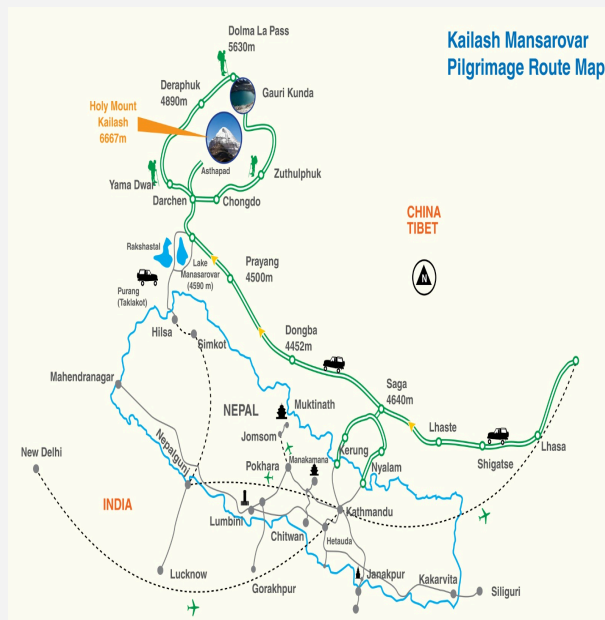 Kailash Mansarovar
Pilgrimage Route Map
Dolma La Pass
5630m
Deraphuk
4890m
Gauri Kunda
Holy Mount
Kailash
6667m
Asthapad
Zuthulphuk
Yama Dwar
Darchen
Chongdo
CHINA
TIBET
N
Rakshastal
Lake
Manasarovar
(4590 m)
Prayang
4500m
Purang
(Taklakot)
Hilsa
Simkot
Dongba
4452m
Mahendranagar
Saga
4640m
NEPAL
Muktinath
Jomsom
Lhaste
Lhasa
Shigatse
Kerung
Nyalam
New Delhi
Nepalgunj
Pokhara
Manakamana
INDIA
Lumbini
Kathmandu
Chitwan
Hetauda
Lucknow
Gorakhpur
Janakpur
Kakarvita
Siliguri